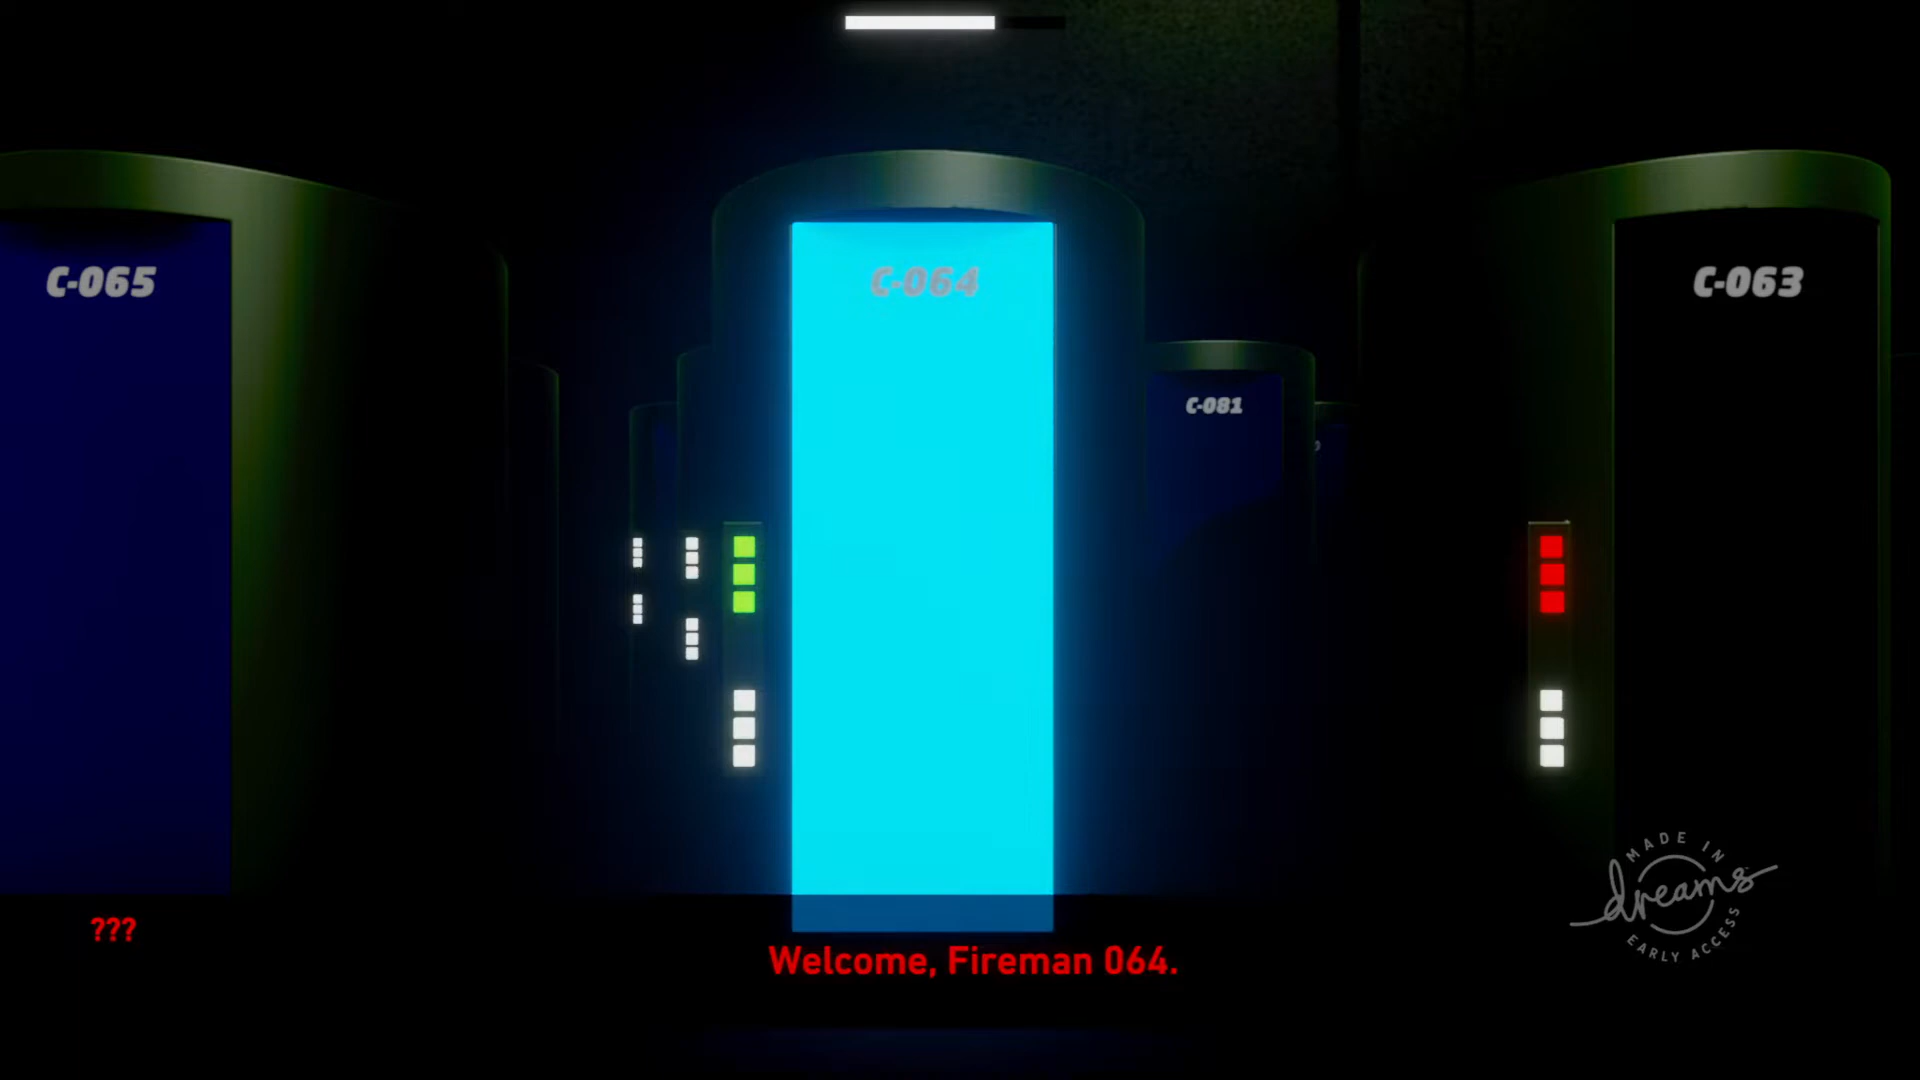 C-065
C-064
C-063
C-081
???
Welcome, Fireman 064.
MADE IN
dreams
EARLY ACCESS